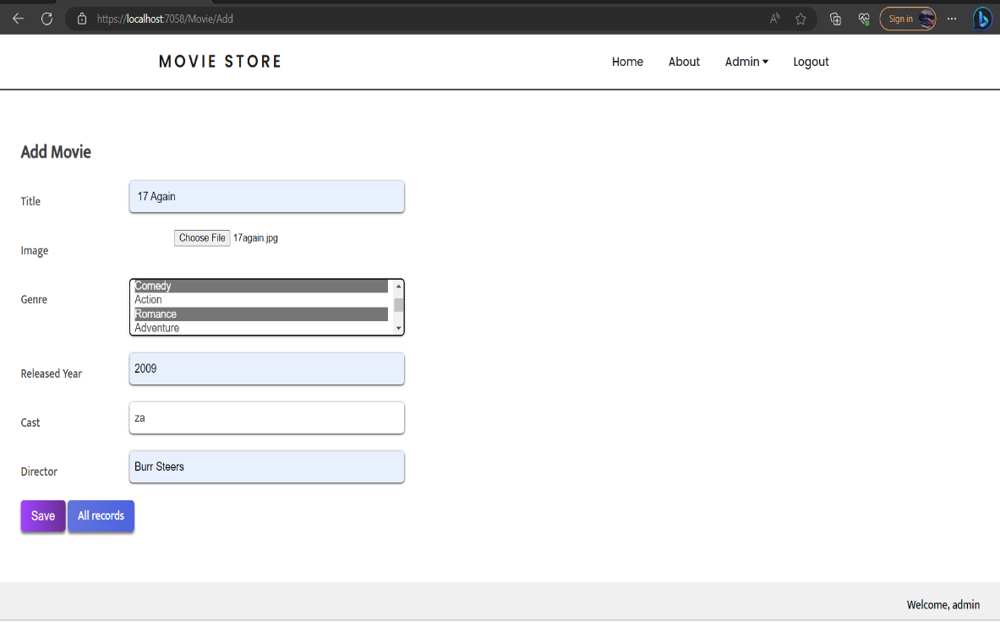 https://localhost:7058/Movie/Add
Sign in
MOVIE STORE
Home About Admin Logout
Add Movie
Title
17 Again
Image
Choose File 17again.jpg
Genre
Comedy
Action
Romance
Adventure
Released Year
2009
Cast
za
Director
Burr Steers
Save All records
Welcome, admin